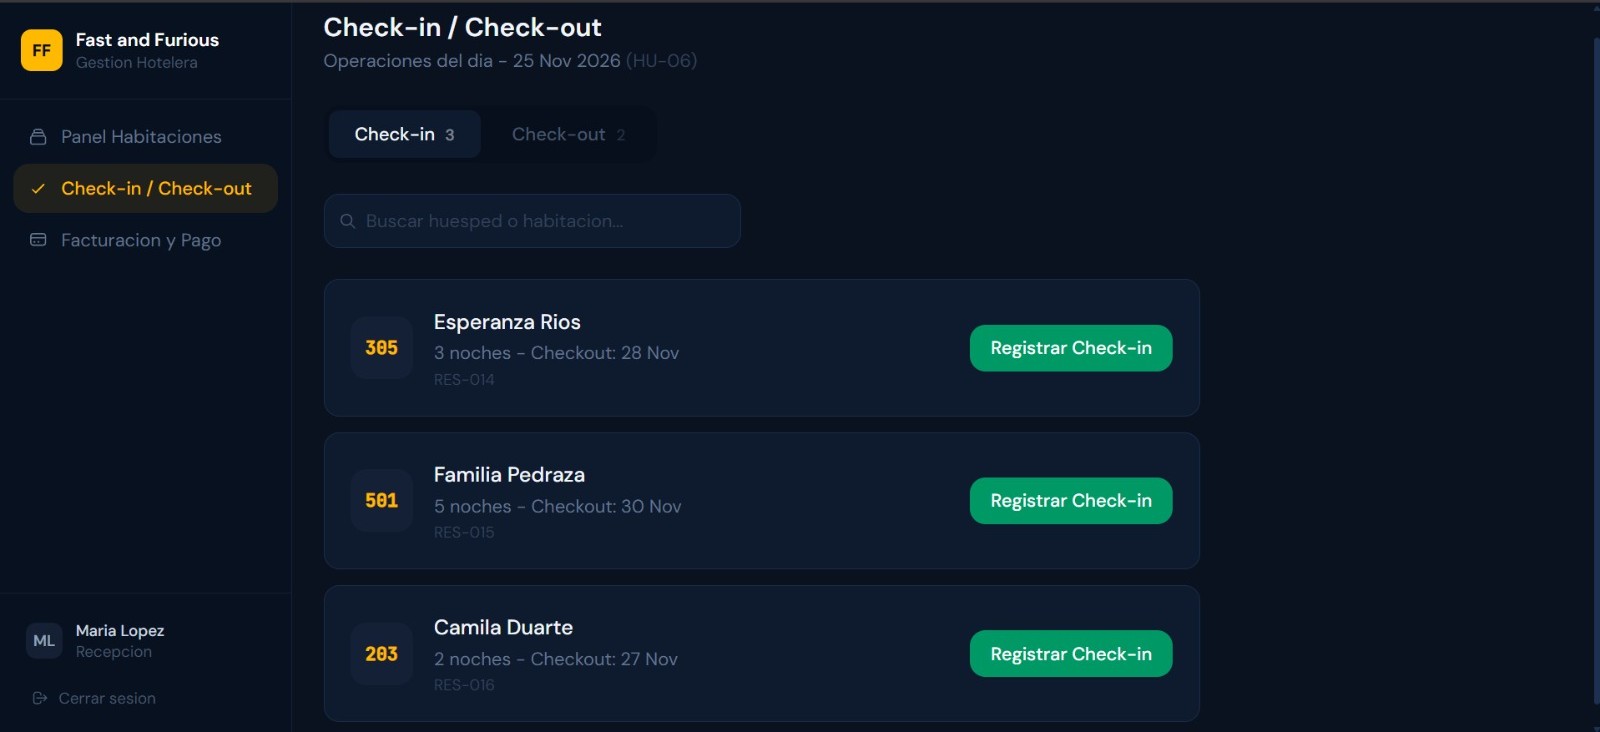 FF
Fast and Furious
Gestion Hotelera
Panel Habitaciones
Check-in / Check-out
Facturacion y Pago
ML
Maria Lopez
Recepcion
Cerrar sesion
Check-in / Check-out
Operaciones del dia - 25 Nov 2026 (HU-06)
Check-in 3 Check-out 2
Buscar huesped o habitacion...
305
Esperanza Rios
3 noches - Checkout: 28 Nov
RES-014
Registrar Check-in
501
Familia Pedraza
5 noches - Checkout: 30 Nov
RES-015
Registrar Check-in
203
Camila Duarte
2 noches - Checkout: 27 Nov
RES-016
Registrar Check-in